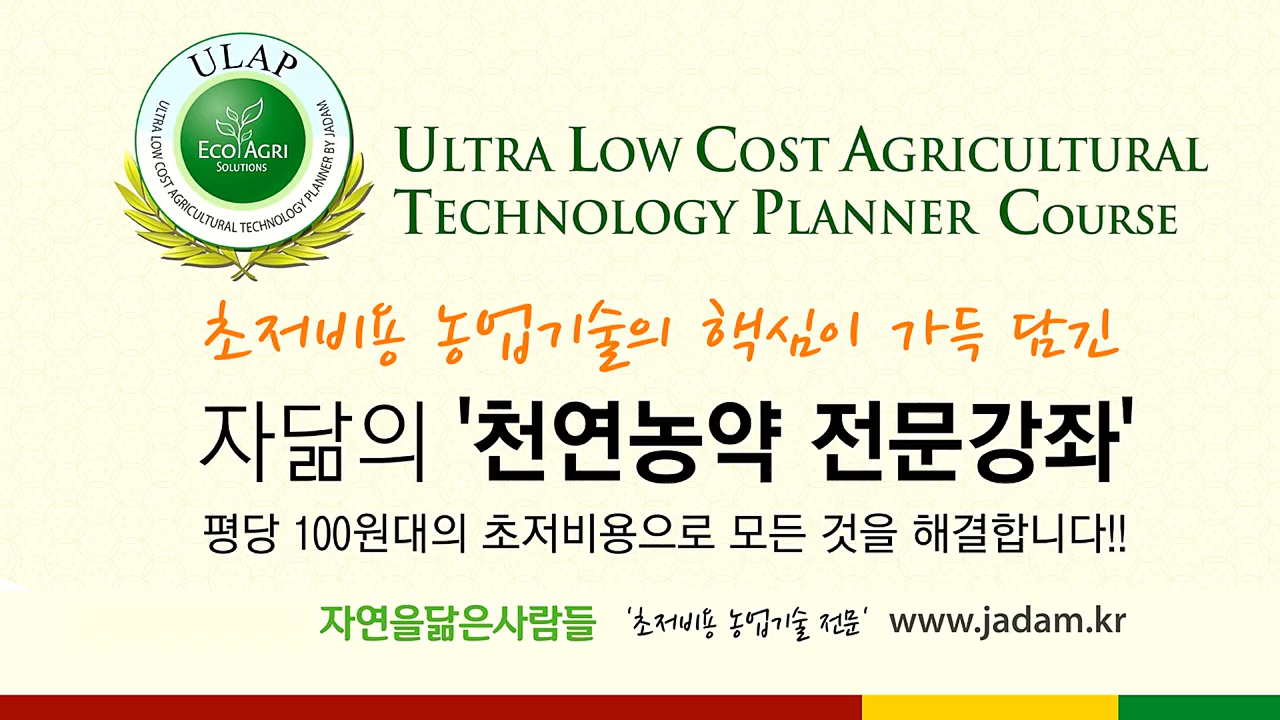 ULAP
ECO AGRI
SOLUTIONS
ULTRA LOW COST AGRICULTURAL TECHNOLOGY PLANNER BY JADAM
ULTRA LOW COST AGRICULTURAL
TECHNOLOGY PLANNER COURSE
초저비용 농업기술의 핵심이 가득 담긴
자닮의 '천연농약 전문강좌'
평당 100원대의 초저비용으로 모든 것을 해결합니다!!
자연을닮은사람들 '초저비용 농업기술 전문' www.jadam.kr